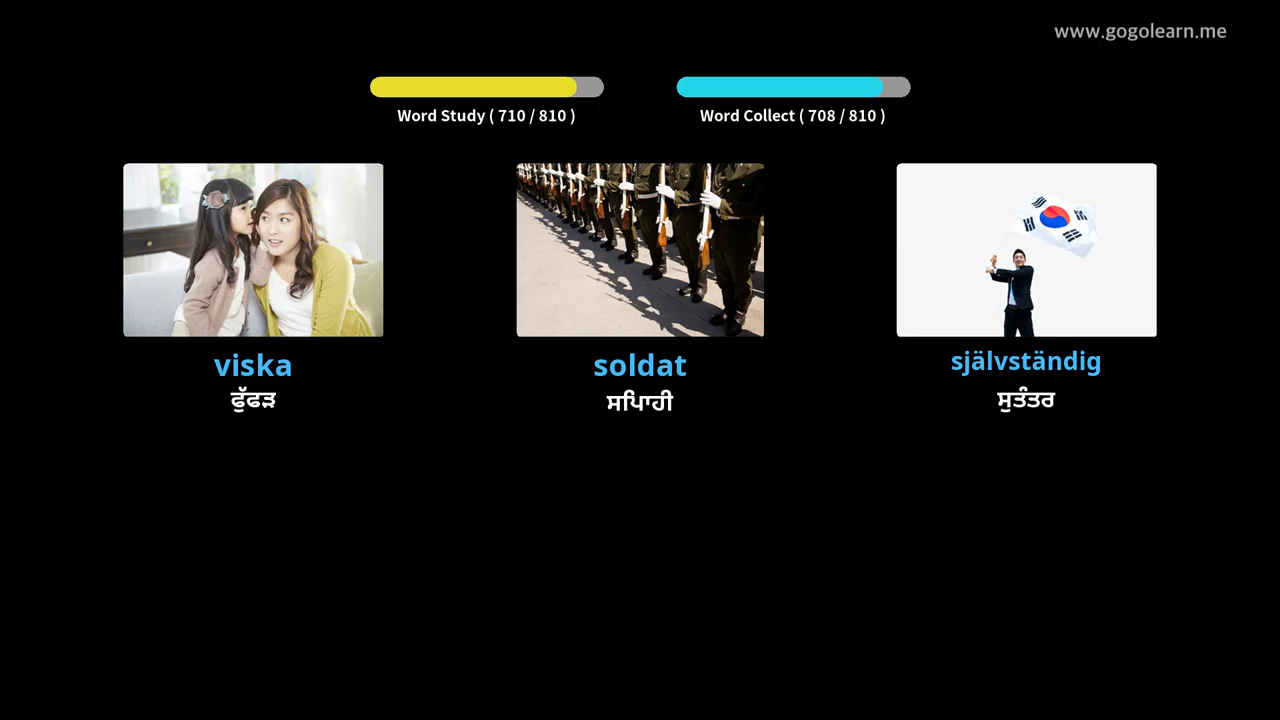 www.gogolearn.me
Word Study ( 710 / 810 )
Word Collect ( 708 / 810 )
viska
ਫੁੱਫੜ
soldat
ਸਿਪਾਹੀ
självständig
ਸੁਤੰਤਰ